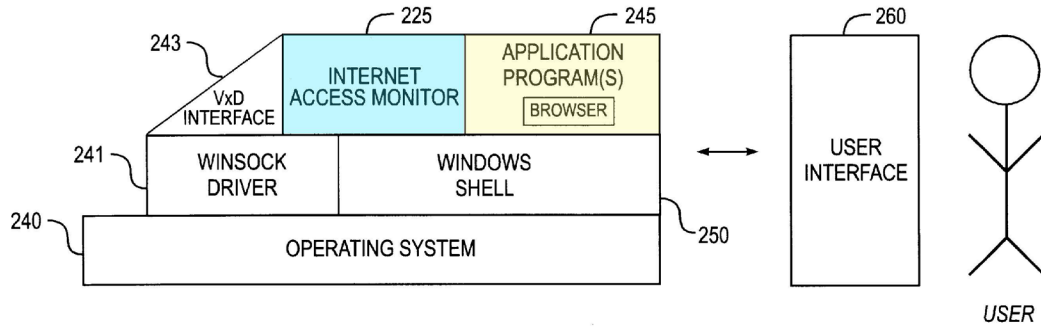 225
245
260
243
INTERNET
ACCESS MONITOR
APPLICATION
PROGRAM(S)
BROWSER
VxD
INTERFACE
241
WINSOCK
DRIVER
WINDOWS
SHELL
USER
INTERFACE
240
250
OPERATING SYSTEM
USER